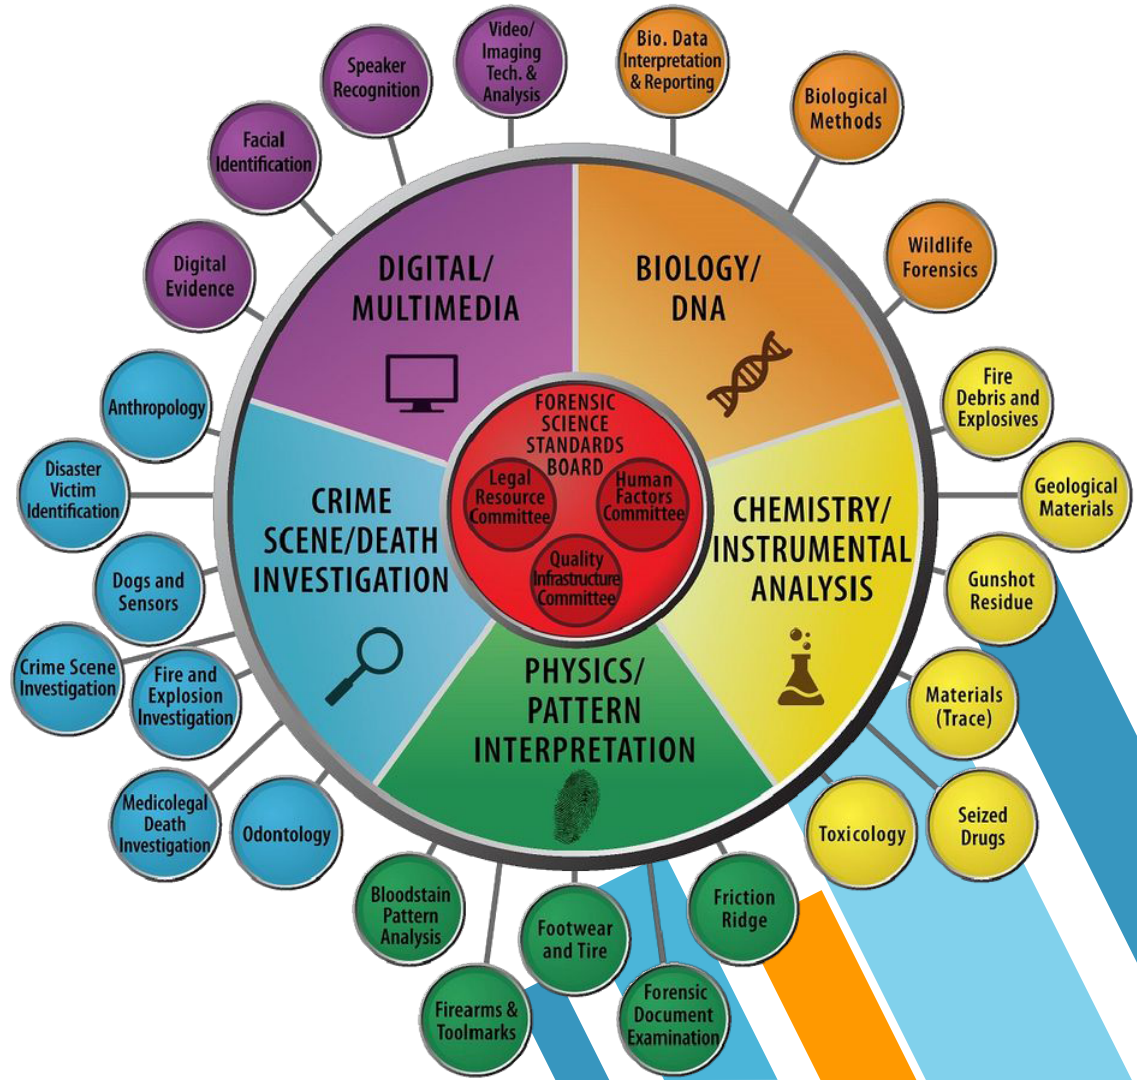 Video/
Imaging
Tech. &
Analysis
Bio. Data
Interpretation
& Reporting
Speaker
Recognition
Biological
Methods
Facial
Identification
Digital
Evidence
Wildlife
Forensics
DIGITAL/
MULTIMEDIA
BIOLOGY/
DNA
Anthropology
Fire
Debris and
Explosives
FORENSIC
SCIENCE
STANDARDS
BOARD
Legal
Resource
Committee
Human
Factors
Committee
Quality
Infrastructure
Committee
Disaster
Victim
Identification
Geological
Materials
CRIME
SCENE/DEATH
INVESTIGATION
CHEMISTRY/
INSTRUMENTAL
ANALYSIS
Dogs and
Sensors
Gunshot
Residue
Crime Scene
Investigation
Fire and
Explosion
Investigation
Materials
(Trace)
PHYSICS/
PATTERN
INTERPRETATION
Medicolegal
Death
Investigation
Odontology
Toxicology
Seized
Drugs
Bloodstain
Pattern
Analysis
Footwear
and Tire
Friction
Ridge
Firearms &
Toolmarks
Forensic
Document
Examination